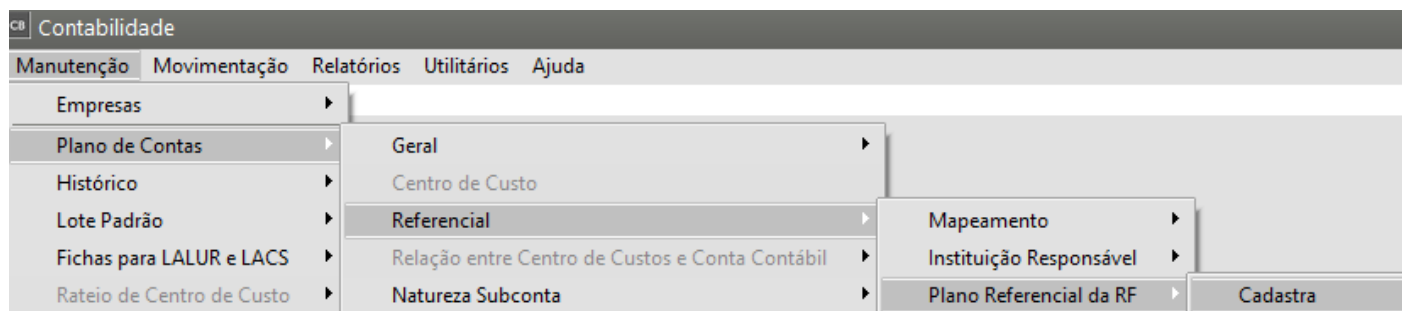 CB Contabilidade
Manutenção Movimentação Relatórios Utilitários Ajuda
Empresas
Plano de Contas Geral
Histórico Centro de Custo
Lote Padrão Referencial Mapeamento
Fichas para LALUR e LACS Relação entre Centro de Custos e Conta Contábil Instituição Responsável
Rateio de Centro de Custo Natureza Subconta Plano Referencial da RF Cadastra